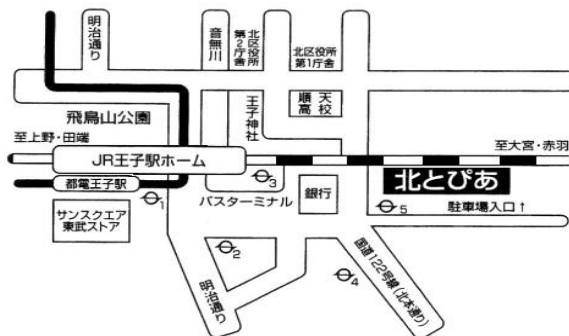 明治通り
音無川
北区役所
第2庁舎
北区役所
第1庁舎
順天
高校
王子神社
飛鳥山公園
至上野・田端
至大宮・赤羽
JR王子駅ホーム
都電王子駅
北とぴあ
3
バスターミナル
銀行
1
5
駐車場入口↑
サンスクエア
東武ストア
2
4
明治通り
国道122号線(北本通り)